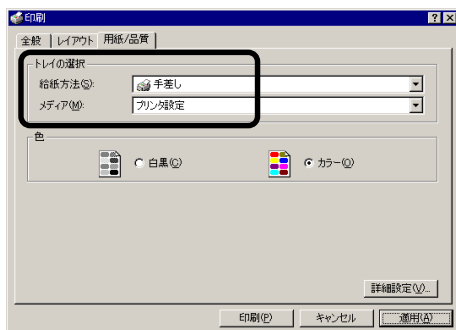 印刷
全般 レイアウト 用紙/品質
トレイの選択
給紙方法(S): 手差し
メディア(M): プリンタ設定
色
白黒(C) カラー(O)
詳細設定(V)...
印刷(P) キャンセル 適用(A)